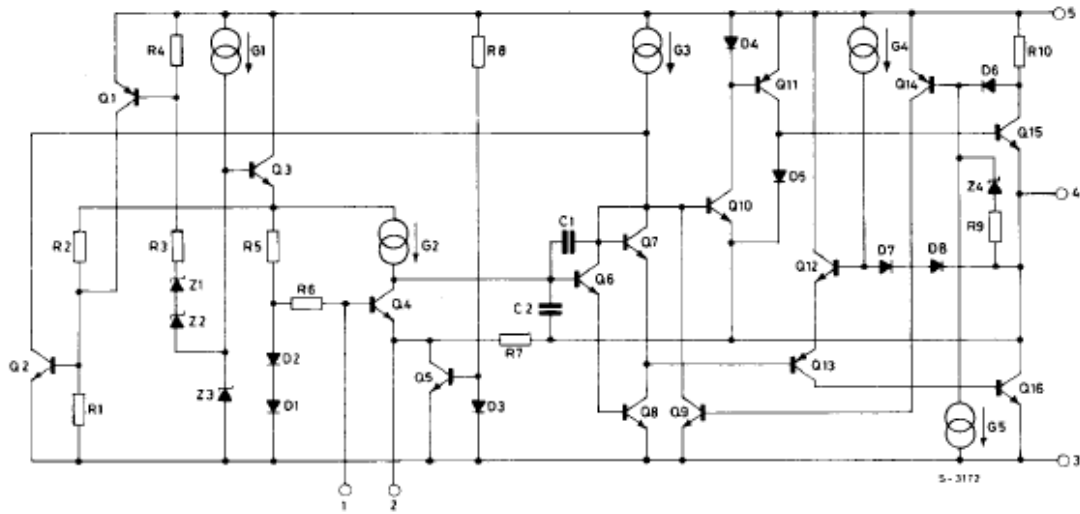 5
R4
G1
R8
G3
D4
G4
R10
Q1
Q11
Q14
D6
Q15
Q3
Z4
4
D5
R2
R3
R5
G2
C1
Q7
Q10
R9
Q12
D7
D8
Z1
R6
Q4
Q6
Z2
C2
Q2
D2
R7
Q13
Z3
Q5
D3
Q8
Q9
Q16
R1
D1
G5
3
S-3172
1
2